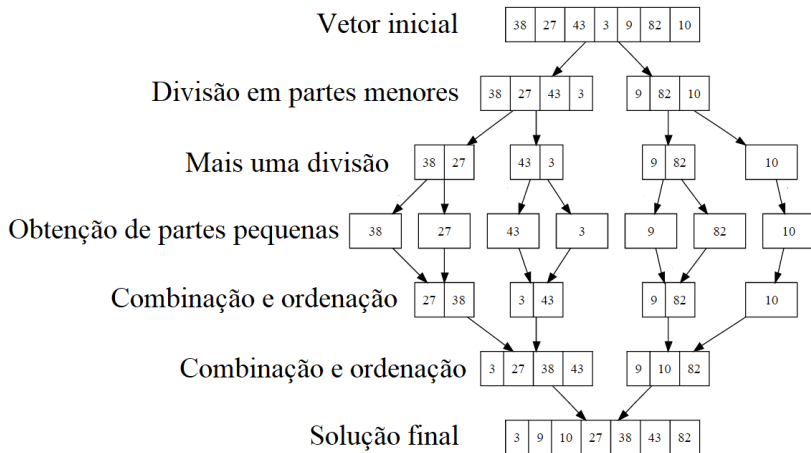 Vetor inicial 38 27 43 3 9 82 10
Divisão em partes menores 38 27 43 3 9 82 10
Mais uma divisão 38 27 43 3 9 82 10
Obtenção de partes pequenas 38 27 43 3 9 82 10
Combinação e ordenação 27 38 3 43 9 82 10
Combinação e ordenação 3 27 38 43 9 10 82
Solução final 3 9 10 27 38 43 82